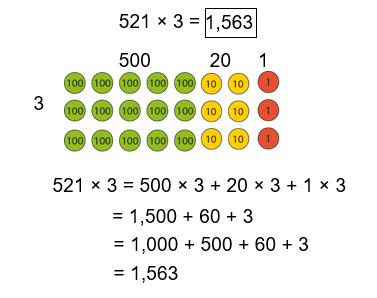 521 × 3 = 1,563
500 20 1
100 100 100 100 100 10 10 1
3
100 100 100 100 100 10 10 1
100 100 100 100 100 10 10 1
521 × 3 = 500 × 3 + 20 × 3 + 1 × 3
= 1,500 + 60 + 3
= 1,000 + 500 + 60 + 3
= 1,563